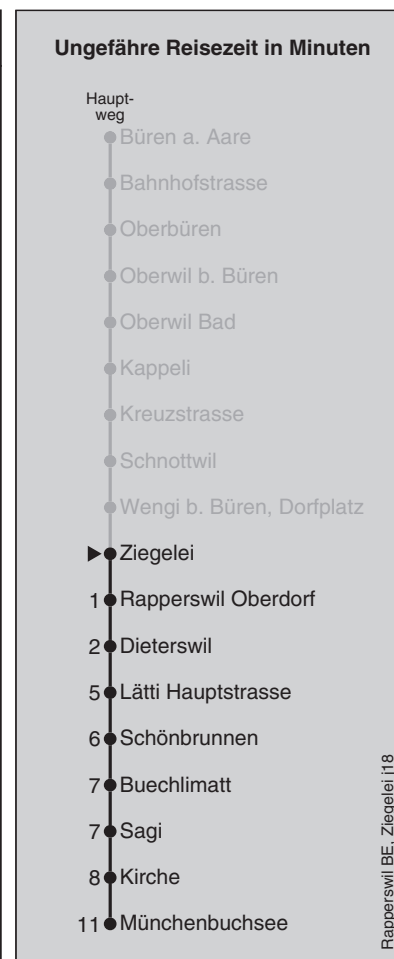 Ungefähre Reisezeit in Minuten
Haupt-
weg
Büren a. Aare
Bahnhofstrasse
Oberbüren
Oberwil b. Büren
Oberwil Bad
Kappeli
Kreuzstrasse
Schnottwil
Wengi b. Büren, Dorfplatz
Ziegelei
1 Rapperswil Oberdorf
2 Dieterswil
5 Lätti Hauptstrasse
6 Schönbrunnen
7 Buechlimatt
7 Sagi
8 Kirche
11 Münchenbuchsee
Rapperswil BE, Ziegelei j18